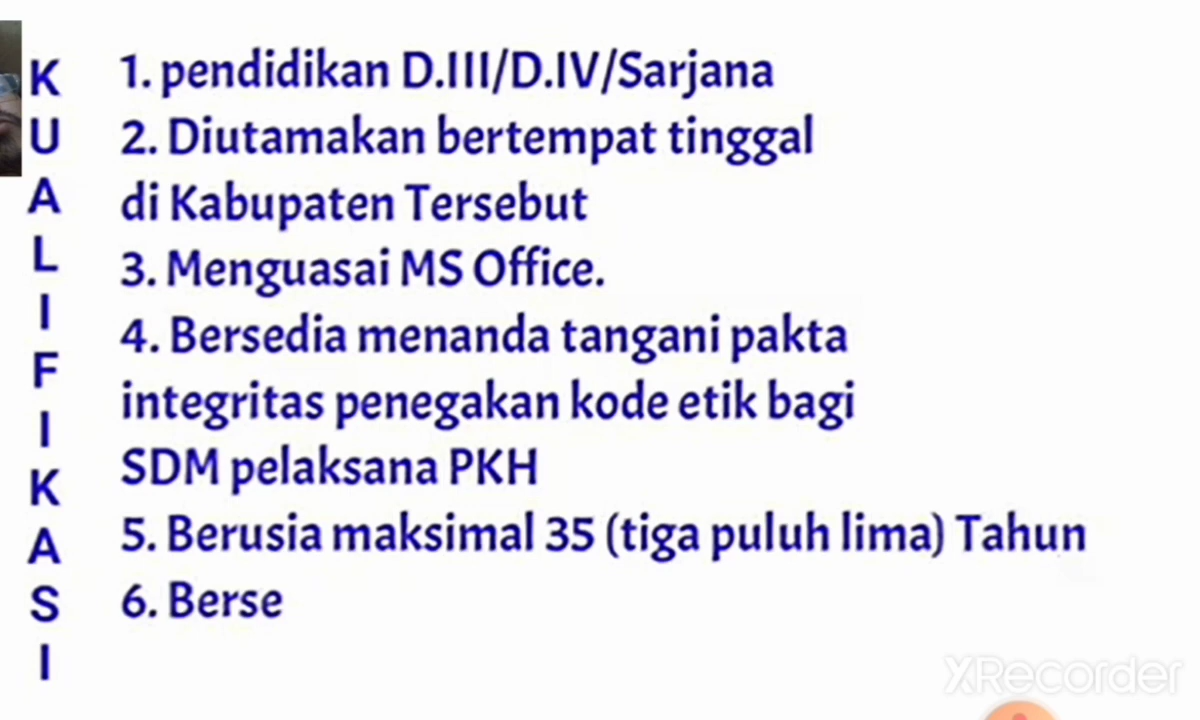 KUALIFIKASI
1. pendidikan D.III/D.IV/Sarjana
2. Diutamakan bertempat tinggal
di Kabupaten Tersebut
3. Menguasai MS Office.
4. Bersedia menanda tangani pakta
integritas penegakan kode etik bagi
SDM pelaksana PKH
5. Berusia maksimal 35 (tiga puluh lima) Tahun
6. Berse
XRecorder